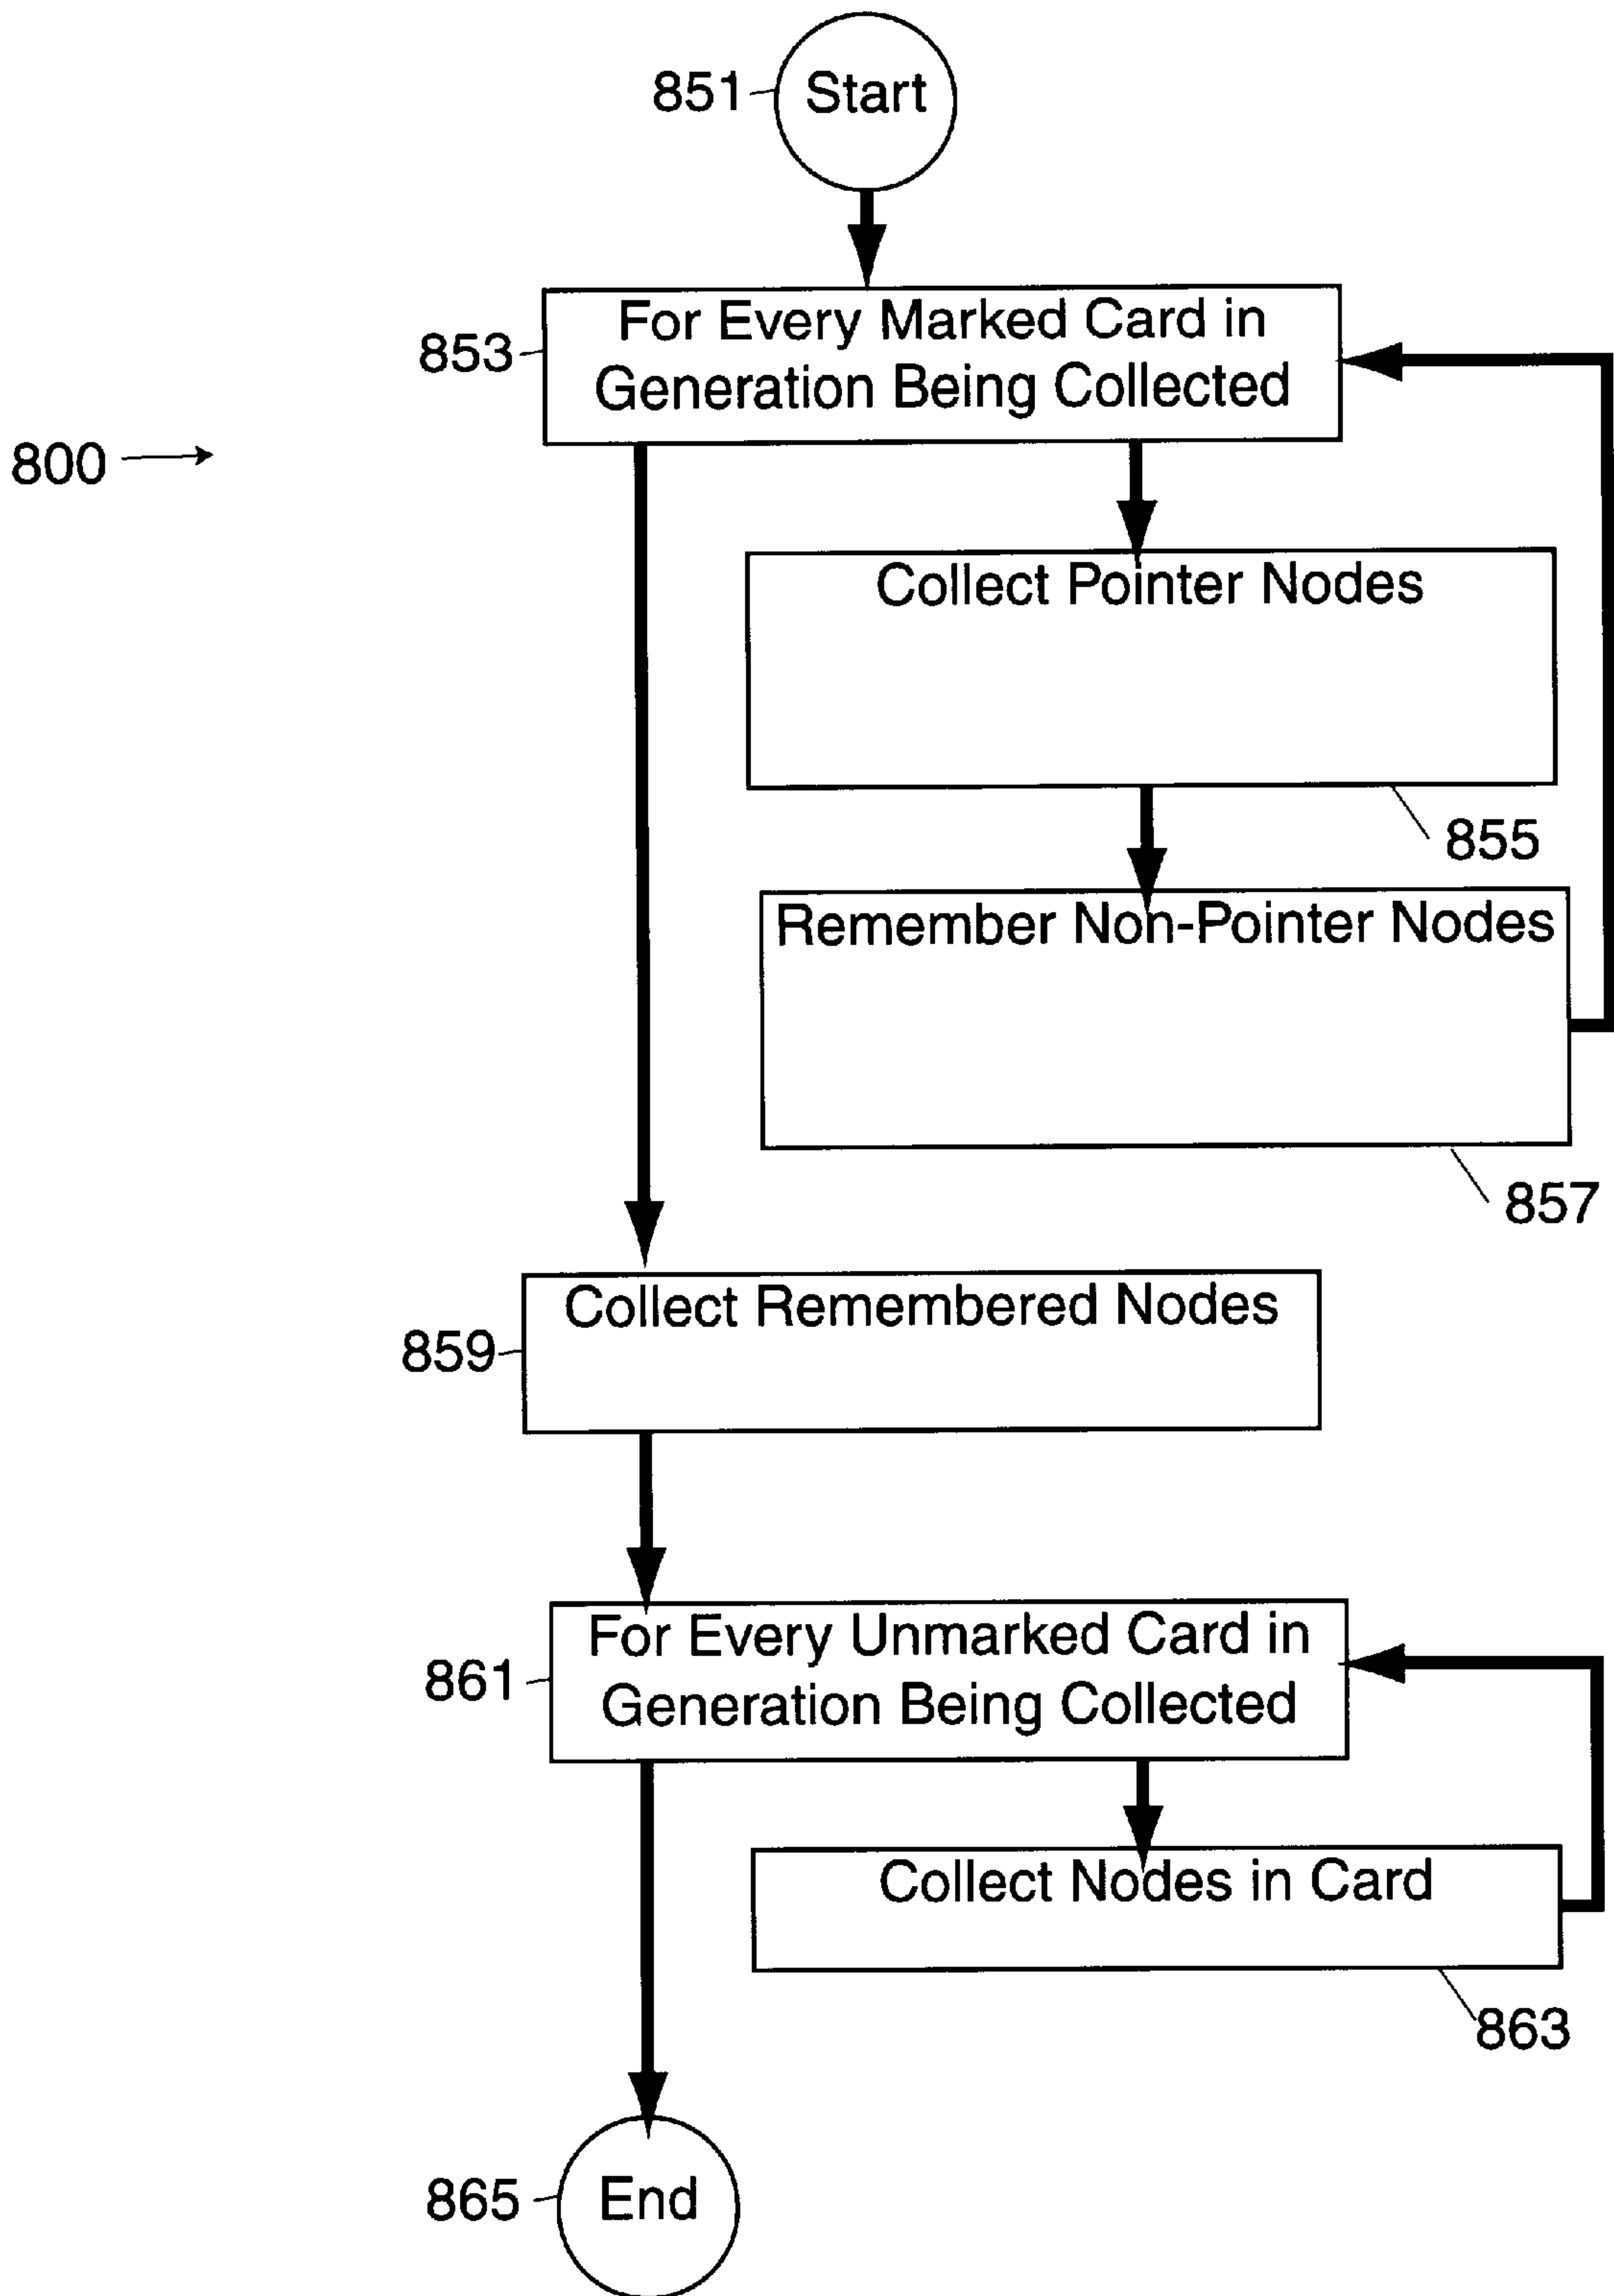 851
Start
853
For Every Marked Card in
Generation Being Collected
800
Collect Pointer Nodes
855
Remember Non-Pointer Nodes
857
Collect Remembered Nodes
859
For Every Unmarked Card in
Generation Being Collected
861
Collect Nodes in Card
863
865
End